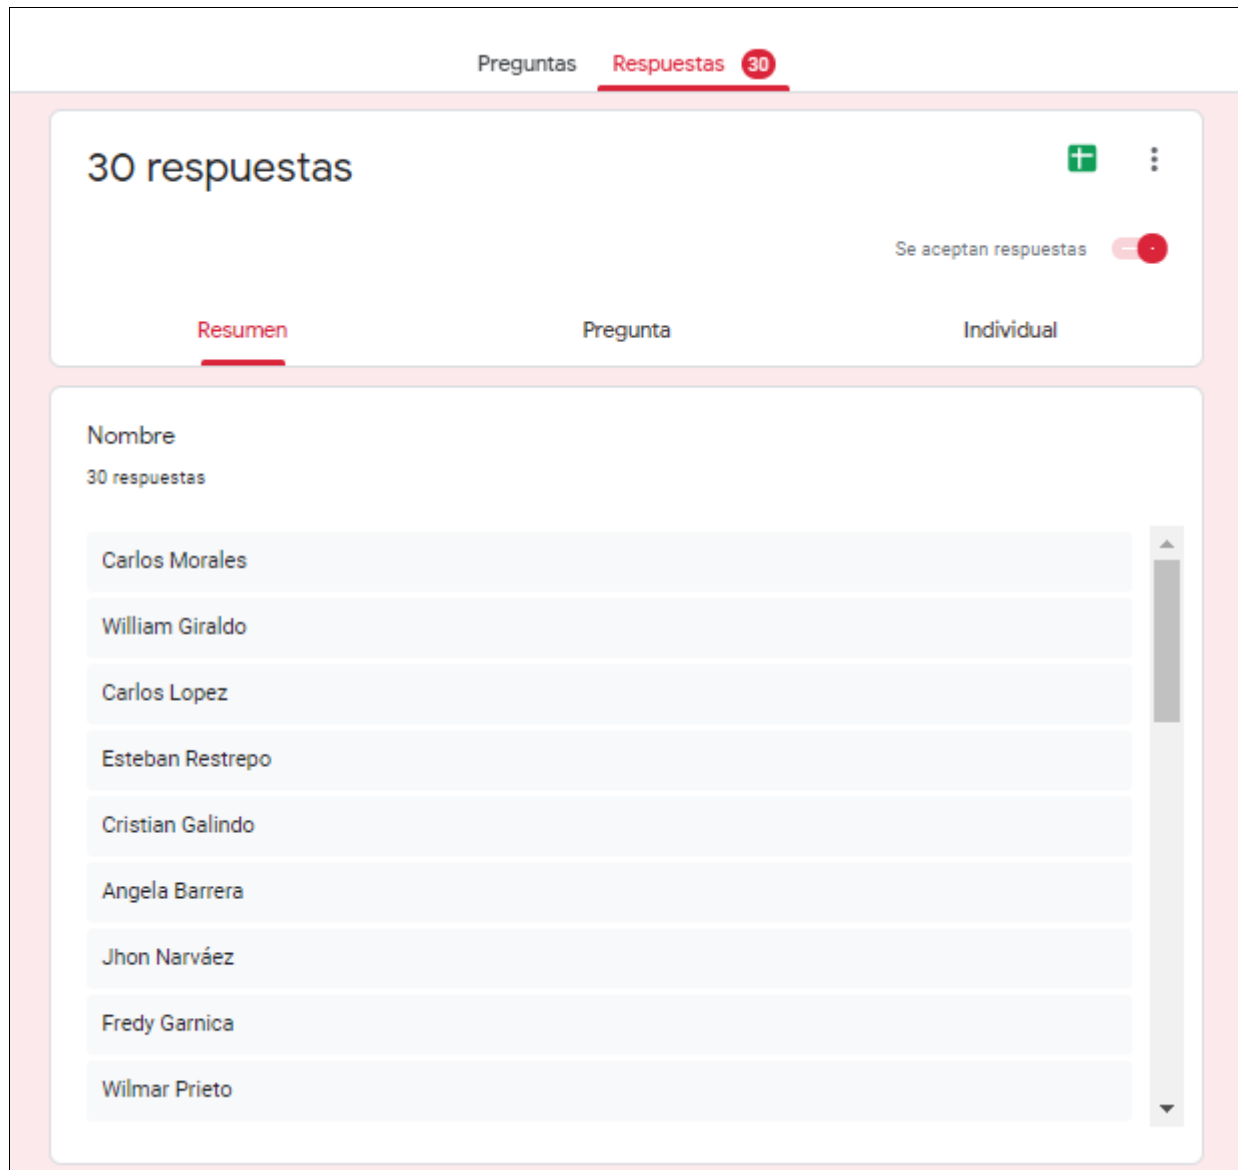 Preguntas Respuestas 30
30 respuestas
Se aceptan respuestas
Resumen Pregunta Individual
Nombre
30 respuestas
Carlos Morales
William Giraldo
Carlos Lopez
Esteban Restrepo
Cristian Galindo
Angela Barrera
Jhon Narváez
Fredy Garnica
Wilmar Prieto